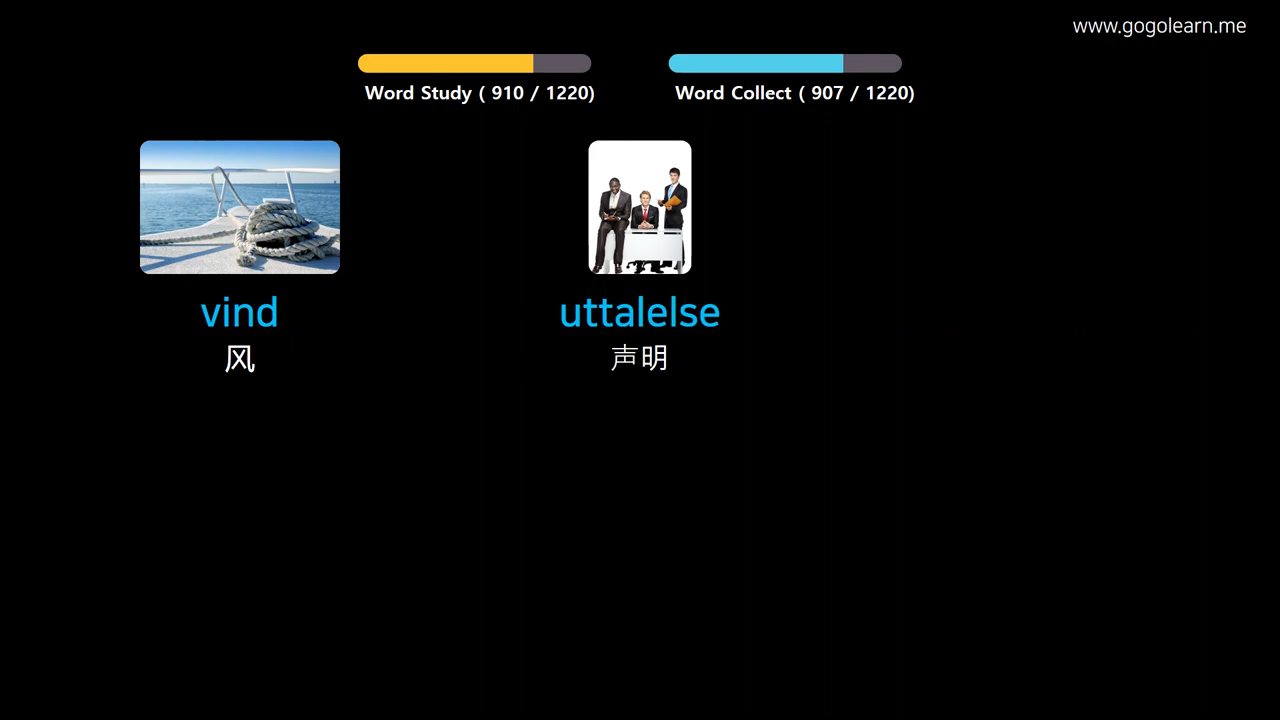 www.gogolearn.me
Word Study ( 910 / 1220)
Word Collect ( 907 / 1220)
vind
风
uttalelse
声明